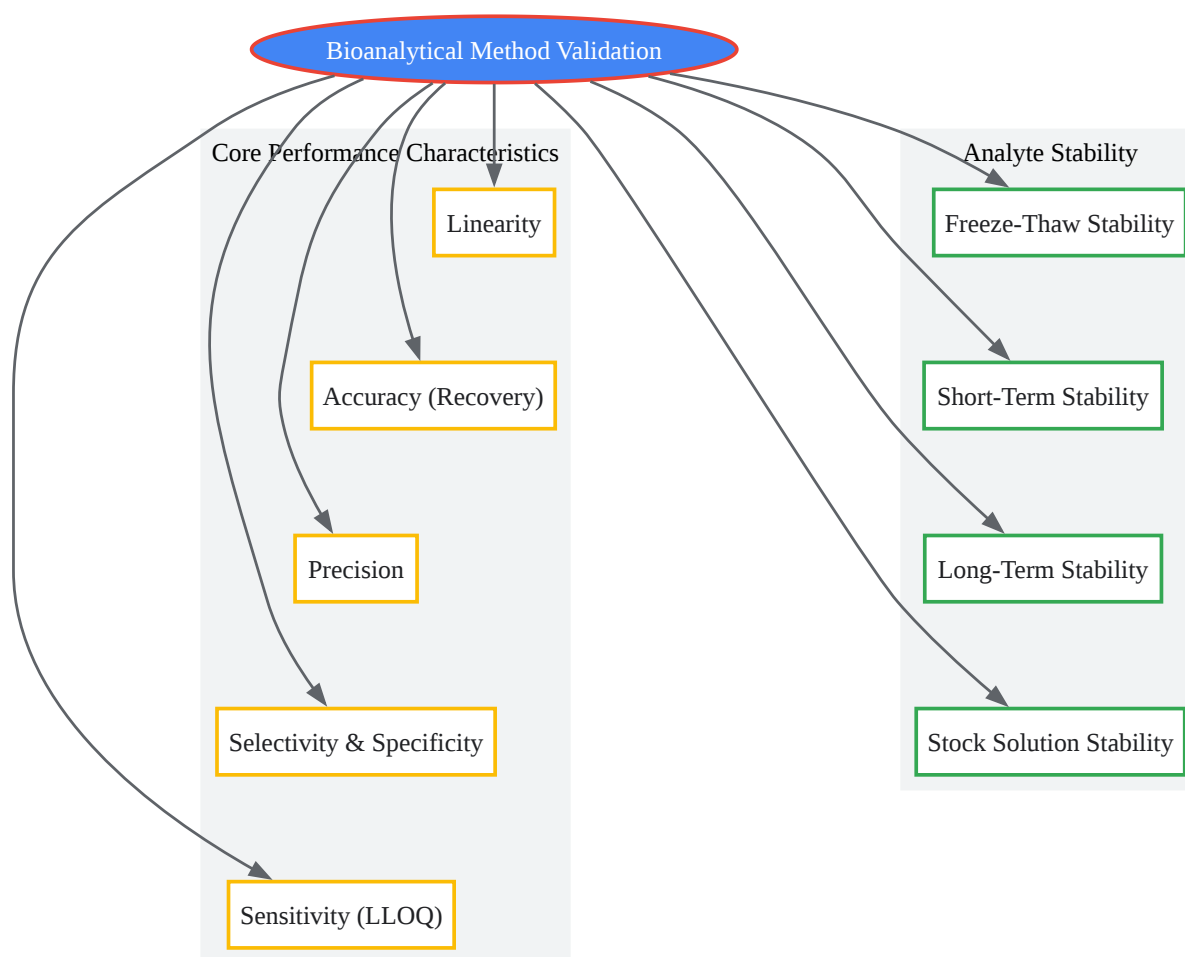 Bioanalytical Method Validation
Core Performance Characteristics
Linearity
Accuracy (Recovery)
Precision
Selectivity & Specificity
Sensitivity (LLOQ)
Analyte Stability
Freeze-Thaw Stability
Short-Term Stability
Long-Term Stability
Stock Solution Stability